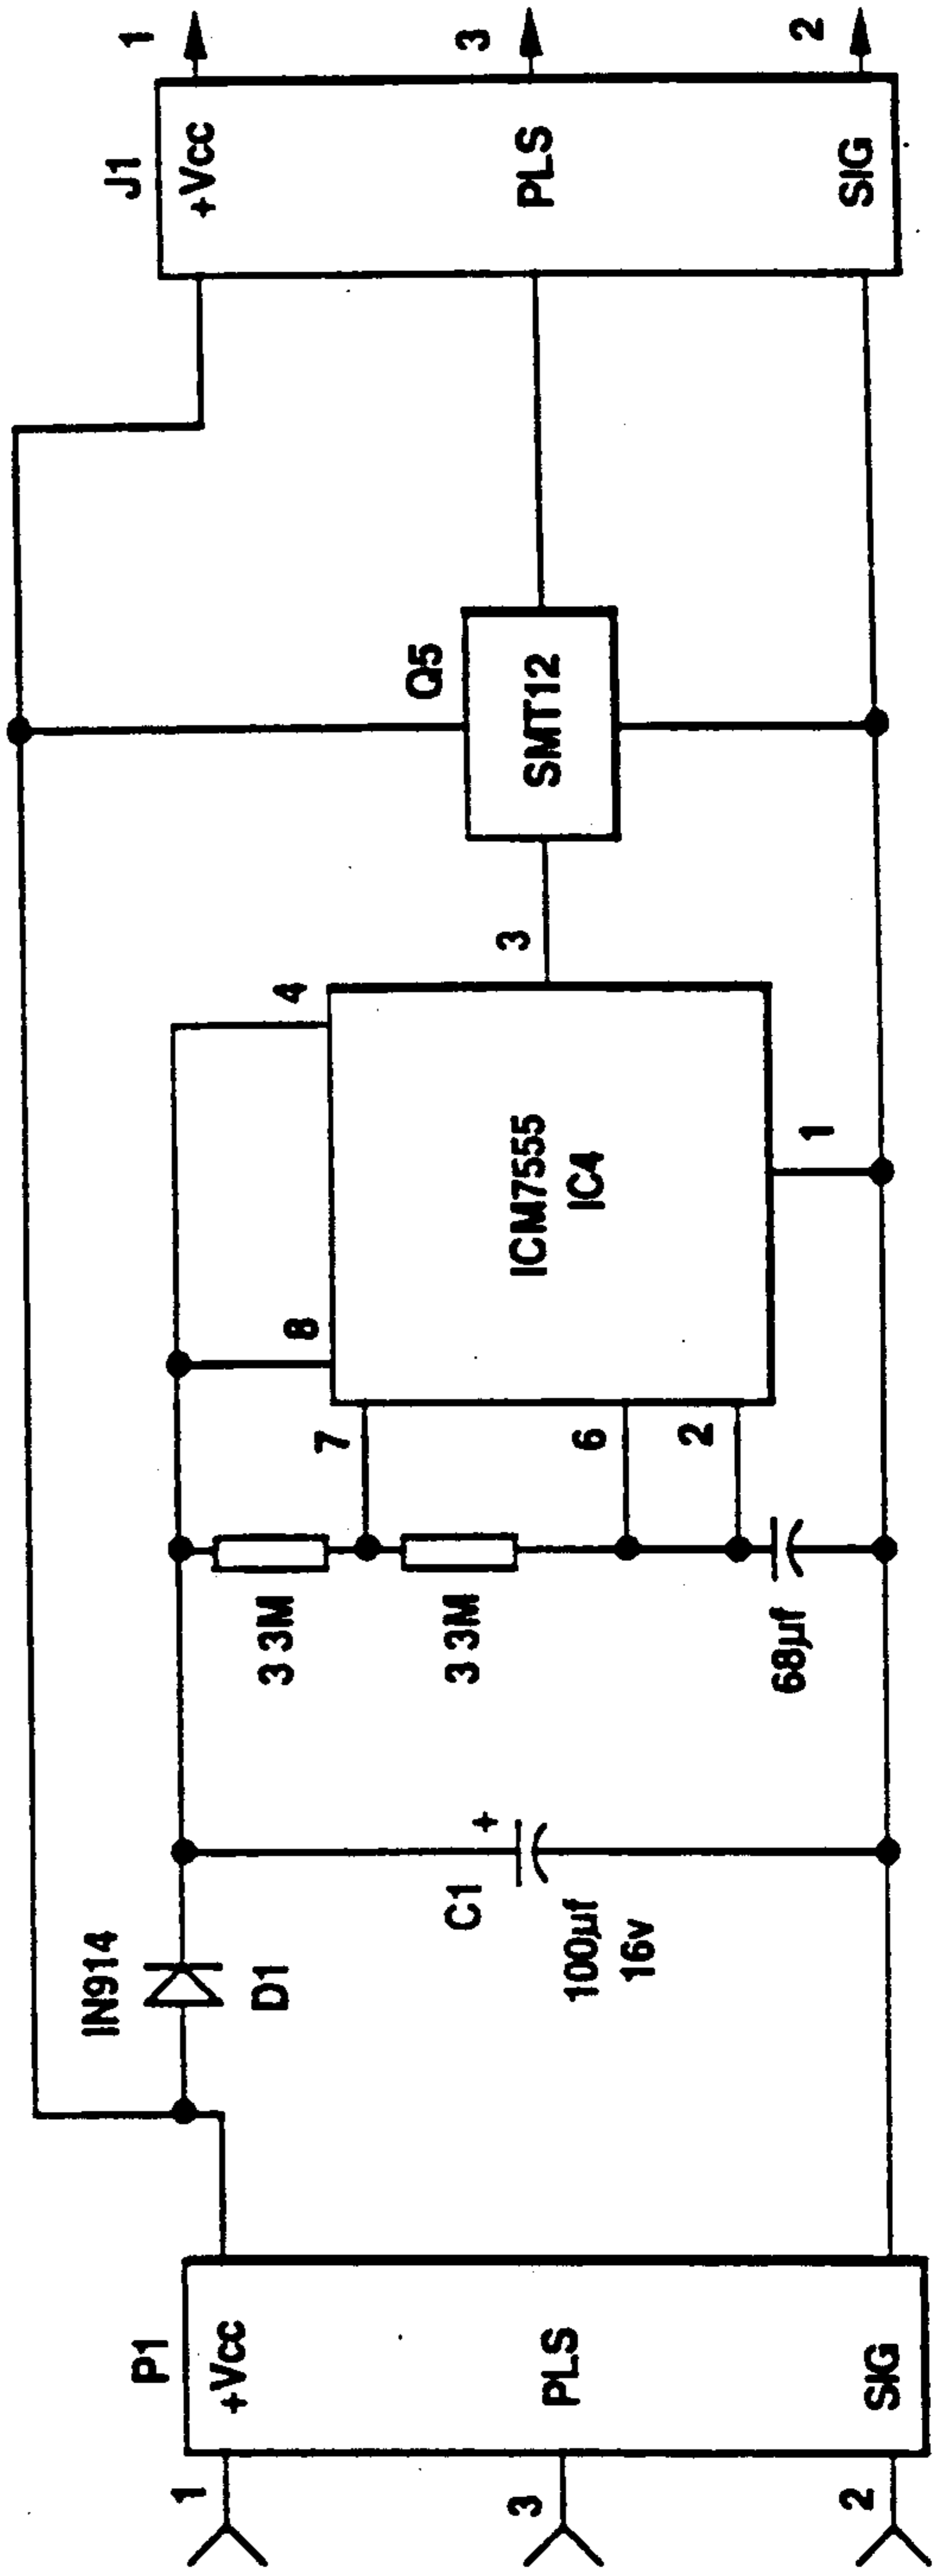 P1
+Vcc
PLS
SIG
1
3
2
IN914
D1
C1
+
100µf
16v
3 3M
3 3M
68µf
7
6
2
8
4
ICM7555
IC4
1
3
Q5
SMT12
J1
+Vcc
PLS
SIG
1
3
2